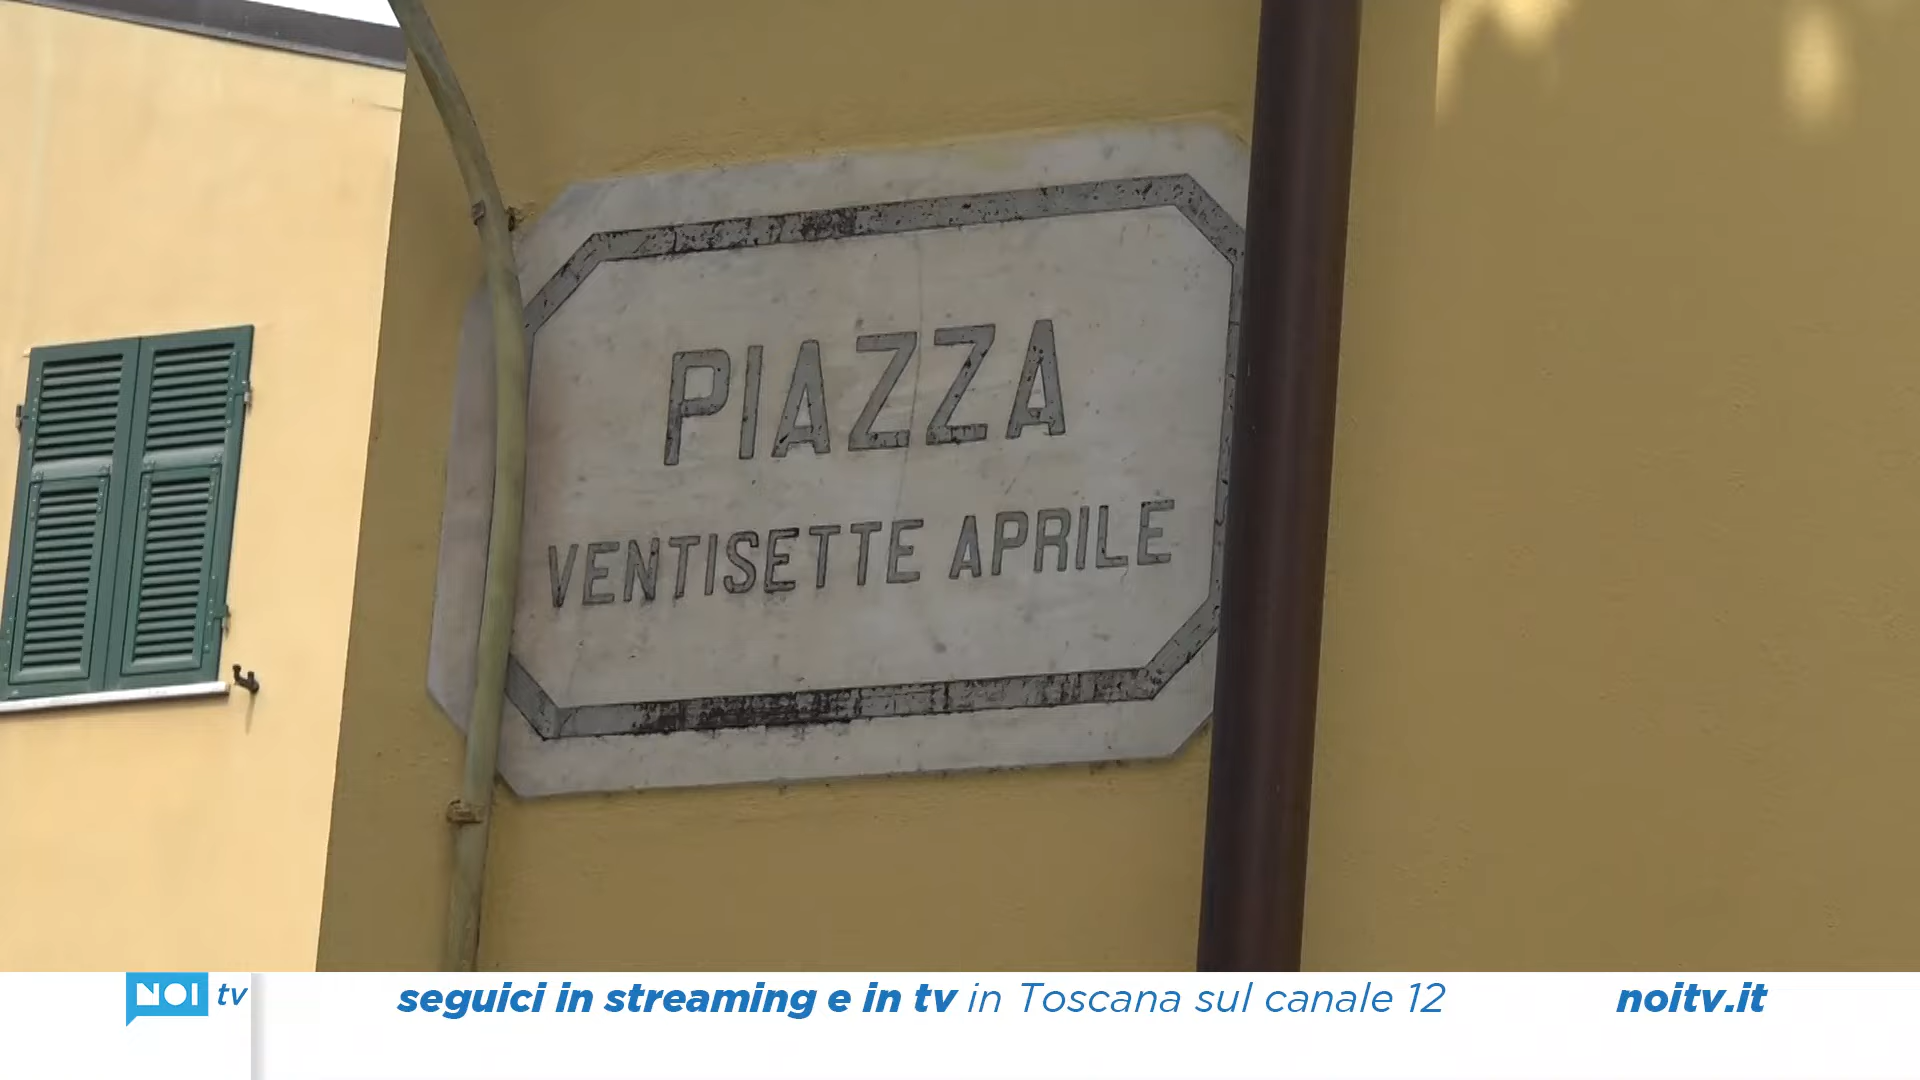 PIAZZA
VENTISETTE APRILE
NOI tv
seguici in streaming e in tv in Toscana sul canale 12
noitv.it